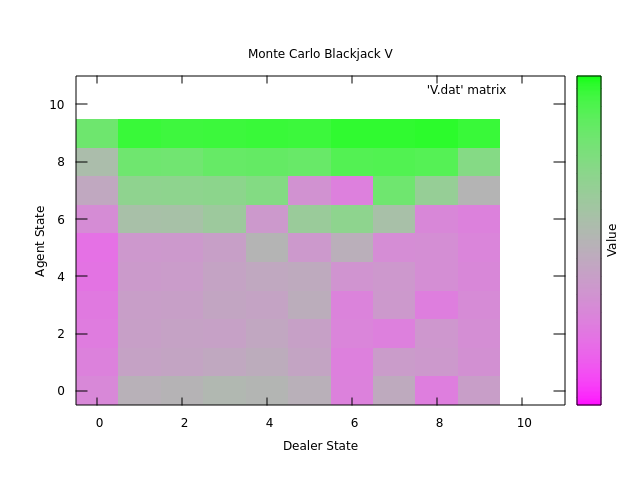 Monte Carlo Blackjack V
'V.dat' matrix
10
8
6
4
2
0
Agent State
0 2 4 6 8 10
Dealer State
Value